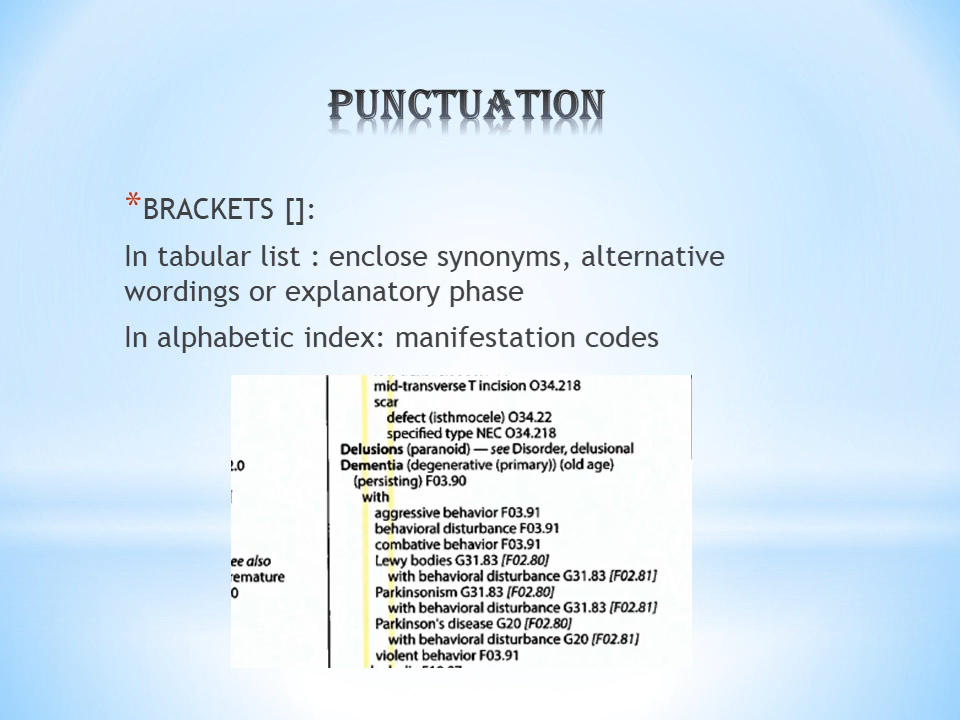 PUNCTUATION
*BRACKETS []:
In tabular list : enclose synonyms, alternative
wordings or explanatory phase
In alphabetic index: manifestation codes
mid-transverse T incision O34.218
scar
defect (isthmocele) O34.22
specified type NEC O34.218
Delusions (paranoid) — see Disorder, delusional
Dementia (degenerative (primary)) (old age)
(persisting) F03.90
with
aggressive behavior F03.91
behavioral disturbance F03.91
combative behavior F03.91
Lewy bodies G31.83 [F02.80]
with behavioral disturbance G31.83 [F02.81]
Parkinsonism G31.83 [F02.80]
with behavioral disturbance G31.83 [F02.81]
Parkinson's disease G20 [F02.80]
with behavioral disturbance G20 [F02.81]
violent behavior F03.91
2.0
]
ee also
remature
0